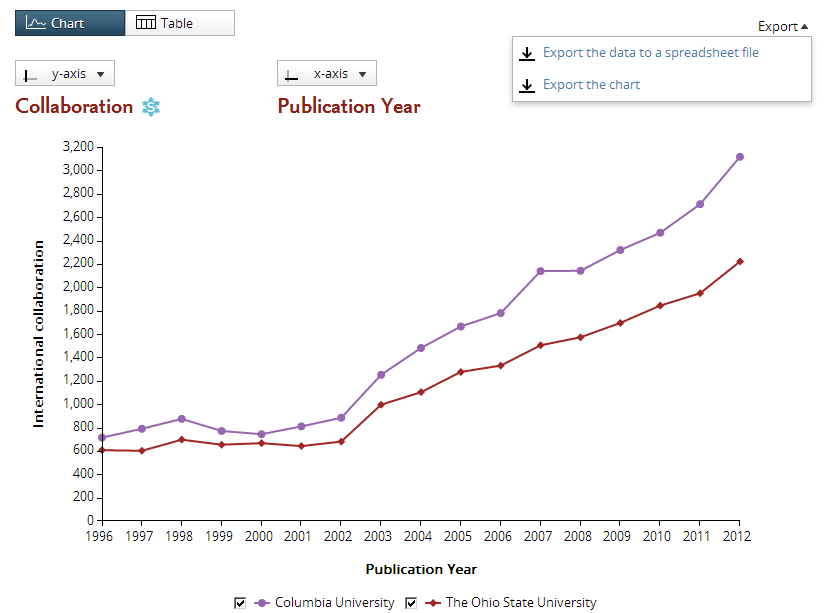 Chart Table
Export
Export the data to a spreadsheet file
Export the chart
y-axis x-axis
Collaboration Publication Year
3,200
3,000
2,800
2,600
2,400
2,200
2,000
1,800
1,600
1,400
1,200
1,000
800
600
400
200
0
International collaboration
1996 1997 1998 1999 2000 2001 2002 2003 2004 2005 2006 2007 2008 2009 2010 2011 2012
Publication Year
Columbia University The Ohio State University